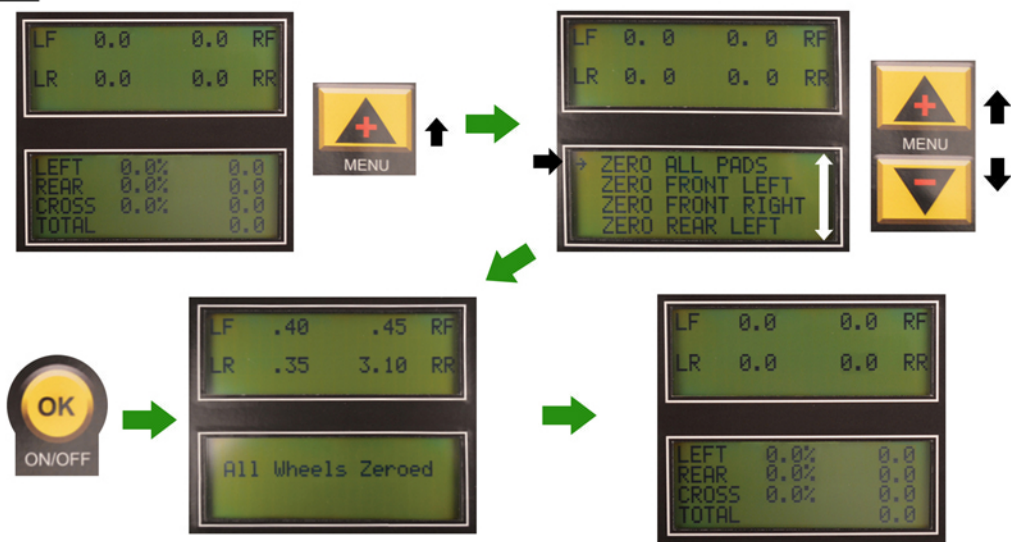 LF 0.0 0.0 RF
LR 0.0 0.0 RR
LEFT 0.0% 0.0
REAR 0.0% 0.0
CROSS 0.0% 0.0
TOTAL 0.0
+
MENU
LF 0. 0 0. 0 RF
LR 0. 0 0. 0 RR
→ ZERO ALL PADS
ZERO FRONT LEFT
ZERO FRONT RIGHT
ZERO REAR LEFT
+
MENU
-
OK
ON/OFF
LF .40 .45 RF
LR .35 3.10 RR
All Wheels Zeroed
LF 0.0 0.0 RF
LR 0.0 0.0 RR
LEFT 0.0% 0.0
REAR 0.0% 0.0
CROSS 0.0% 0.0
TOTAL 0.0